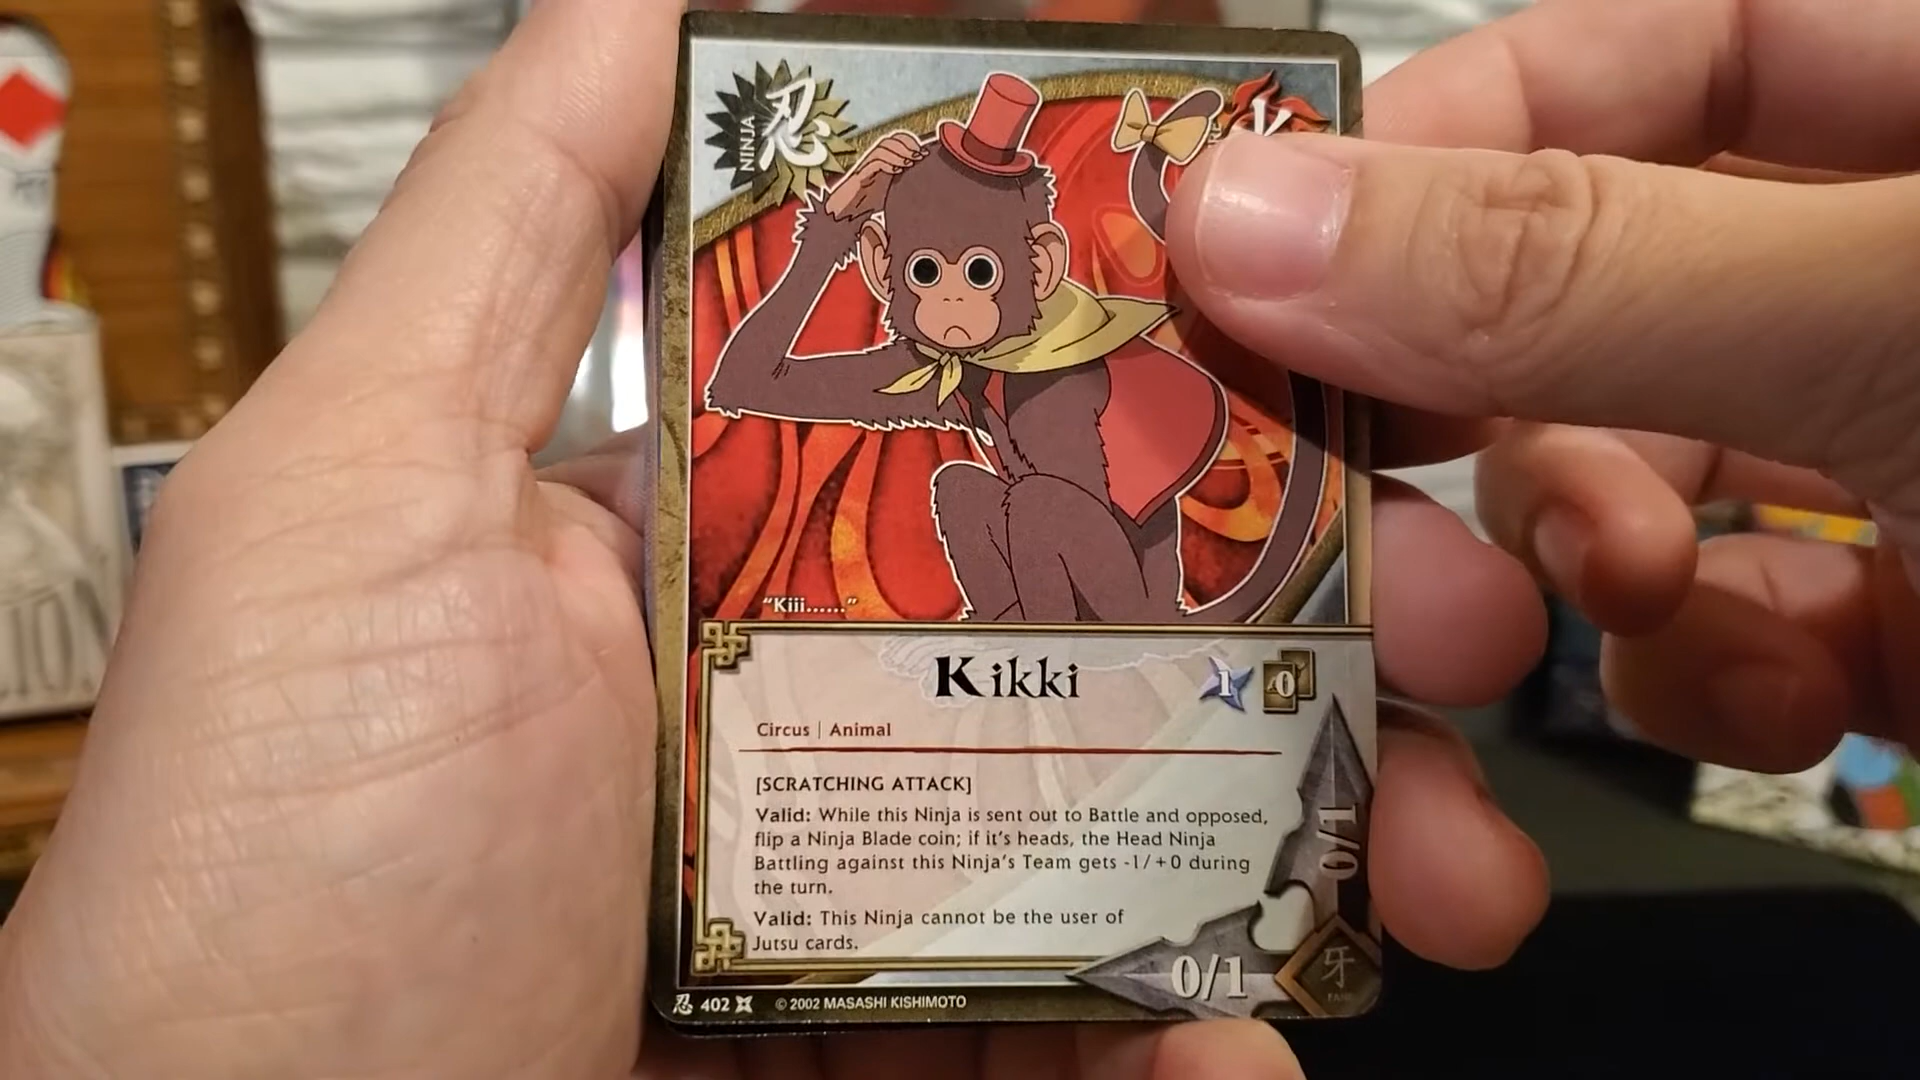 忍
NINJA
"Kiii......"
Kikki
1
0
Circus | Animal
[SCRATCHING ATTACK]
Valid: While this Ninja is sent out to Battle and opposed,
flip a Ninja Blade coin; if it's heads, the Head Ninja
Battling against this Ninja's Team gets -1/+0 during
the turn.
Valid: This Ninja cannot be the user of
Jutsu cards.
0/1
0/1
牙
FANG
忍 402
© 2002 MASASHI KISHIMOTO